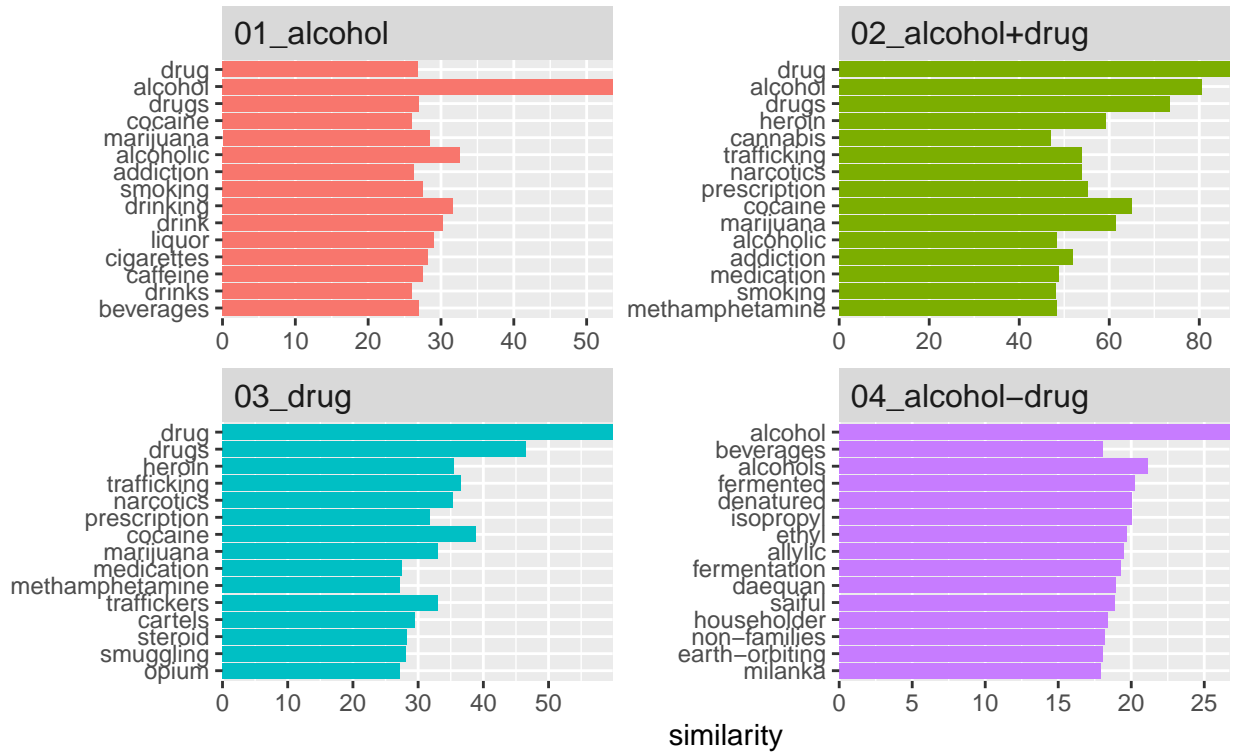 01_alcohol
drug
alcohol
drugs
cocaine
marijuana
alcoholic
addiction
smoking
drinking
drink
liquor
cigarettes
caffeine
drinks
beverages
0 10 20 30 40 50
02_alcohol+drug
drug
alcohol
drugs
heroin
cannabis
trafficking
narcotics
prescription
cocaine
marijuana
alcoholic
addiction
medication
smoking
methamphetamine
0 20 40 60 80
03_drug
drug
drugs
heroin
trafficking
narcotics
prescription
cocaine
marijuana
medication
methamphetamine
traffickers
cartels
steroid
smuggling
opium
0 10 20 30 40 50
04_alcohol−drug
alcohol
beverages
alcohols
fermented
denatured
isopropyl
ethyl
allylic
fermentation
daequan
saiful
householder
non−families
earth−orbiting
milanka
0 5 10 15 20 25
similarity